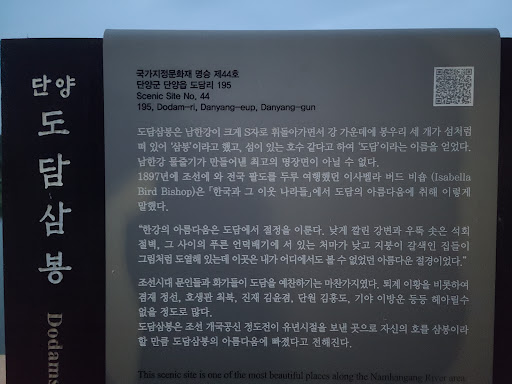 단양
도담삼봉
Dodams
국가지정문화재 명승 제44호
단양군 단양읍 도담리 195
Scenic Site No, 44
195, Dodam-ri, Danyang-eup, Danyang-gun
도담삼봉은 남한강이 크게 S자로 휘돌아가면서 강 가운데에 봉우리 세 개가 섬처럼
떠 있어 '삼봉'이라고 했고, 섬이 있는 호수 같다고 하여 '도담'이라는 이름을 얻었다.
남한강 물줄기가 만들어낸 최고의 명장면이 아닐 수 없다.
1897년에 조선에 와 전국 팔도를 두루 여행했던 이사벨라 버드 비숍 (Isabella
Bird Bishop)은 「한국과 그 이웃 나라들」에서 도담의 아름다움에 취해 이렇게
말했다.
"한강의 아름다움은 도담에서 절정을 이룬다. 낮게 깔린 강변과 우뚝 솟은 석회
절벽, 그 사이의 푸른 언덕배기에 서 있는 처마가 낮고 지붕이 갈색인 집들이
그림처럼 도열해 있는데 이곳은 내가 어디에서도 볼 수 없었던 아름다운 절경이었다."
조선시대 문인들과 화가들이 도담을 예찬하기는 마찬가지였다. 퇴계 이황을 비롯하여
겸재 정선, 호생관 최북, 진재 김윤겸, 단원 김홍도, 기야 이방운 등등 헤아릴수
없을 정도로 많다.
도담삼봉은 조선 개국공신 정도전이 유년시절을 보낸 곳으로 자신의 호를 삼봉이라
할 만큼 도담삼봉의 아름다움에 빠졌다고 전해진다.
This scenic site is one of the most beautiful places along the Namhangang River area